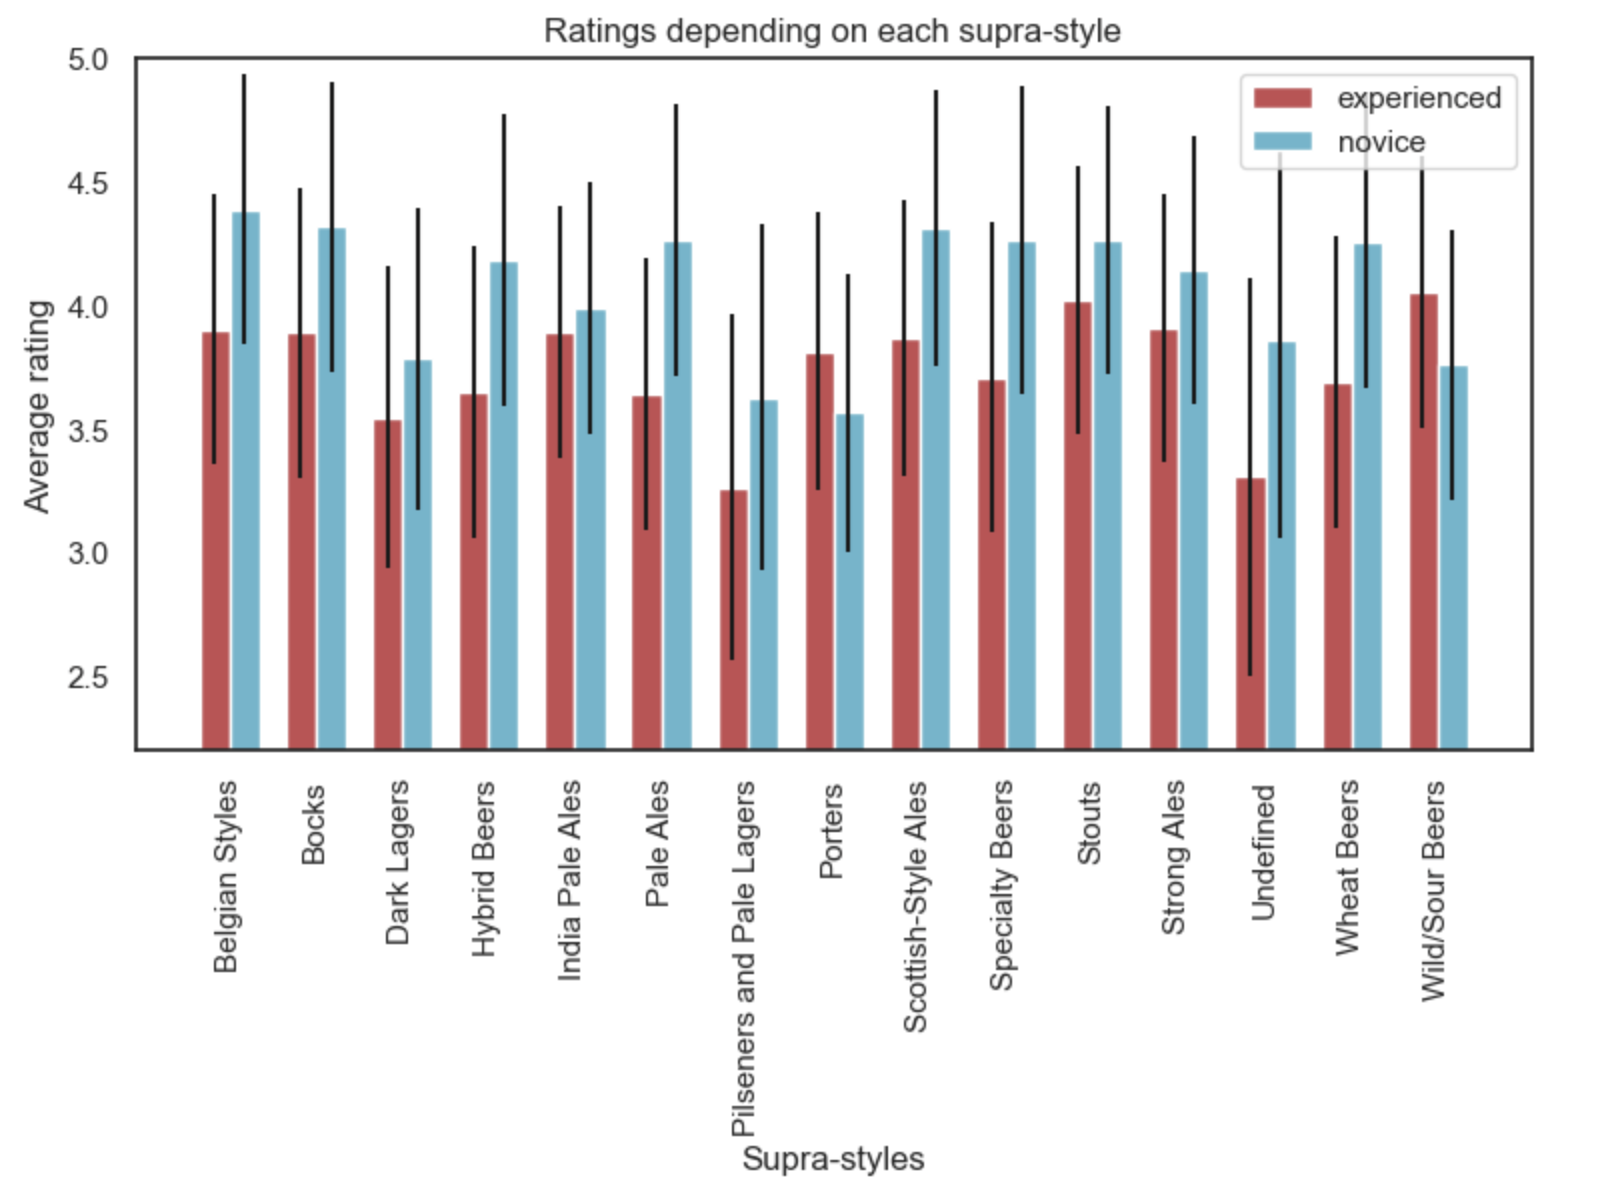 Ratings depending on each supra-style
experienced
novice
Average rating
5.0
4.5
4.0
3.5
3.0
2.5
Belgian Styles
Bocks
Dark Lagers
Hybrid Beers
India Pale Ales
Pale Ales
Pilseners and Pale Lagers
Porters
Scottish-Style Ales
Specialty Beers
Stouts
Strong Ales
Undefined
Wheat Beers
Wild/Sour Beers
Supra-styles